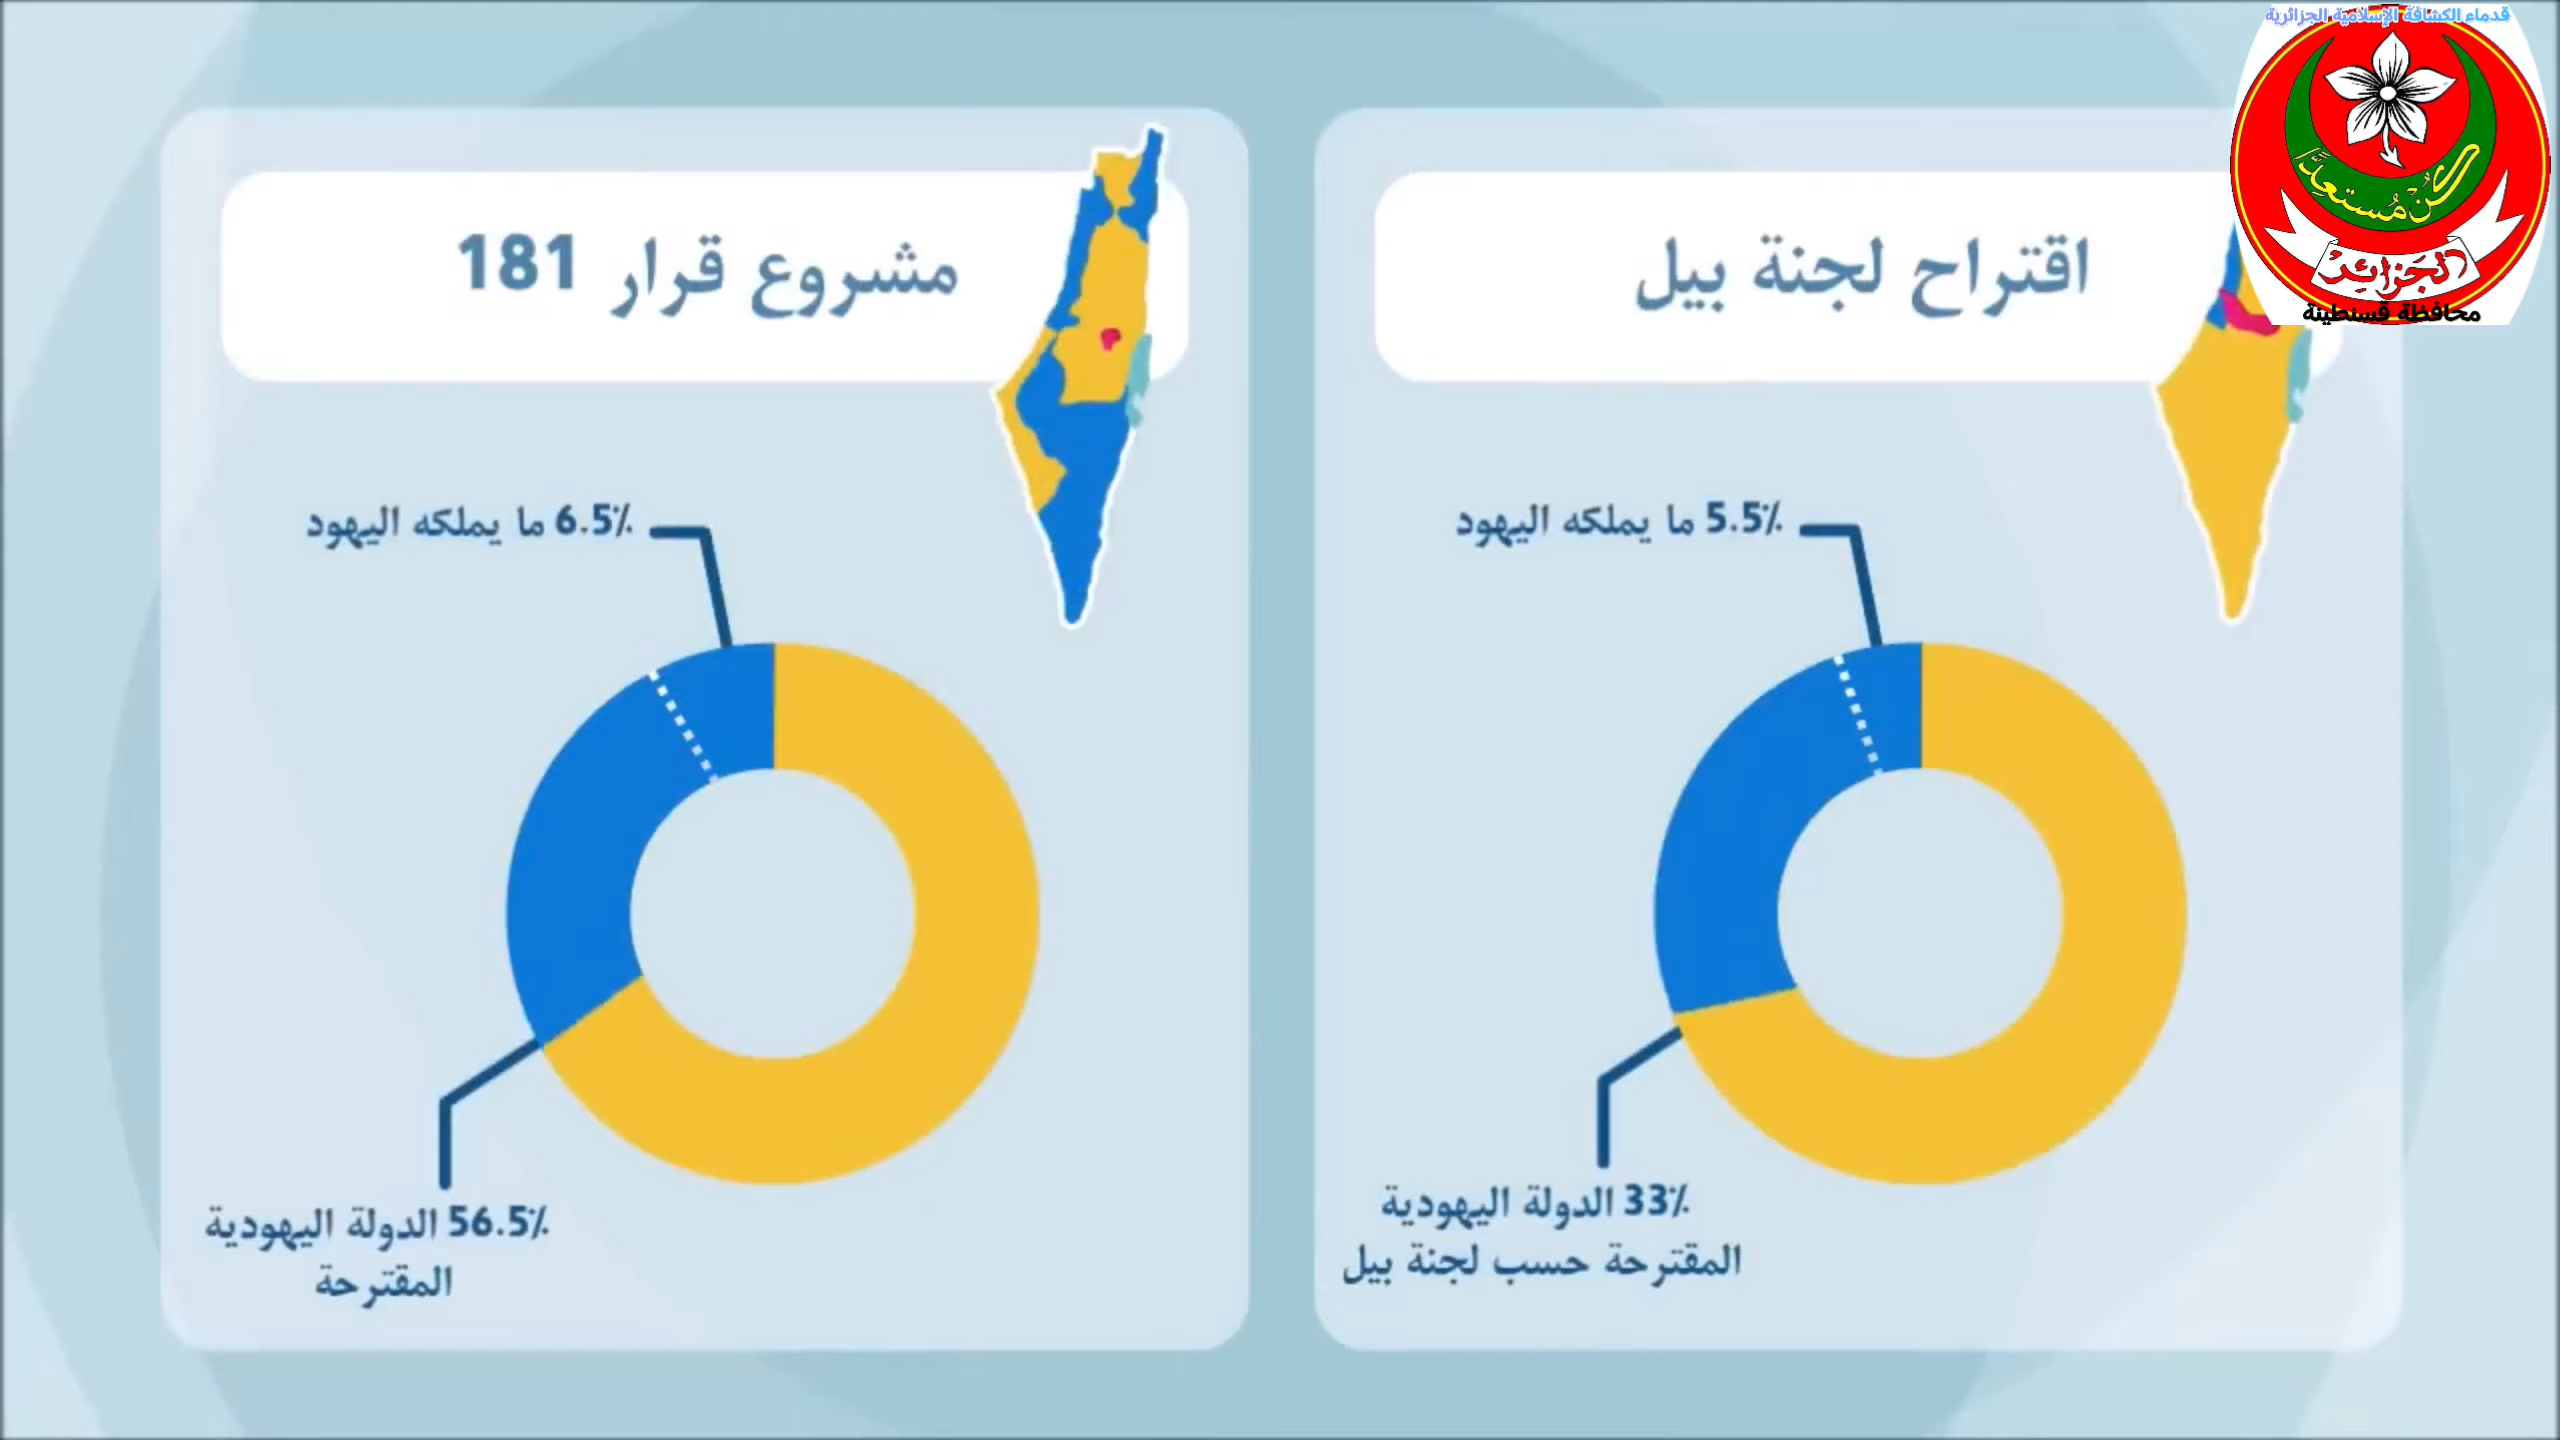 قدماء الكشافة الإسلامية الجزائرية
كن مستعدًا
الجزائر
محافظة قسنطينة
اقتراح لجنة بيل
5.5٪ ما يملكه اليهود
33٪ الدولة اليهودية
المقترحة حسب لجنة بيل
مشروع قرار 181
6.5٪ ما يملكه اليهود
56.5٪ الدولة اليهودية
المقترحة